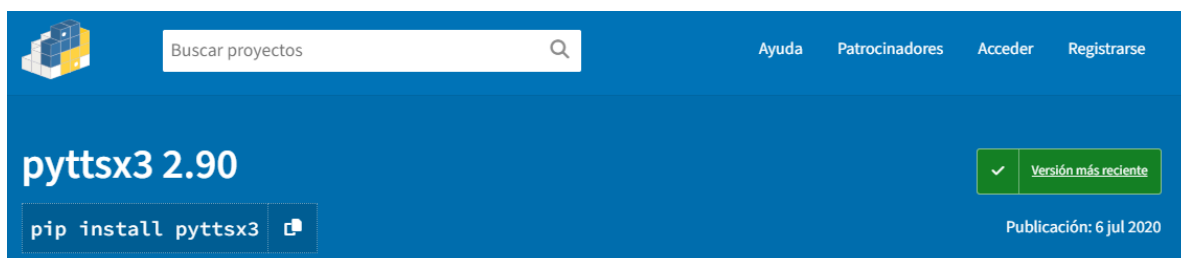 Buscar proyectos
Ayuda Patrocinadores Acceder Registrarse
pyttsx3 2.90
Versión más reciente
pip install pyttsx3
Publicación: 6 jul 2020